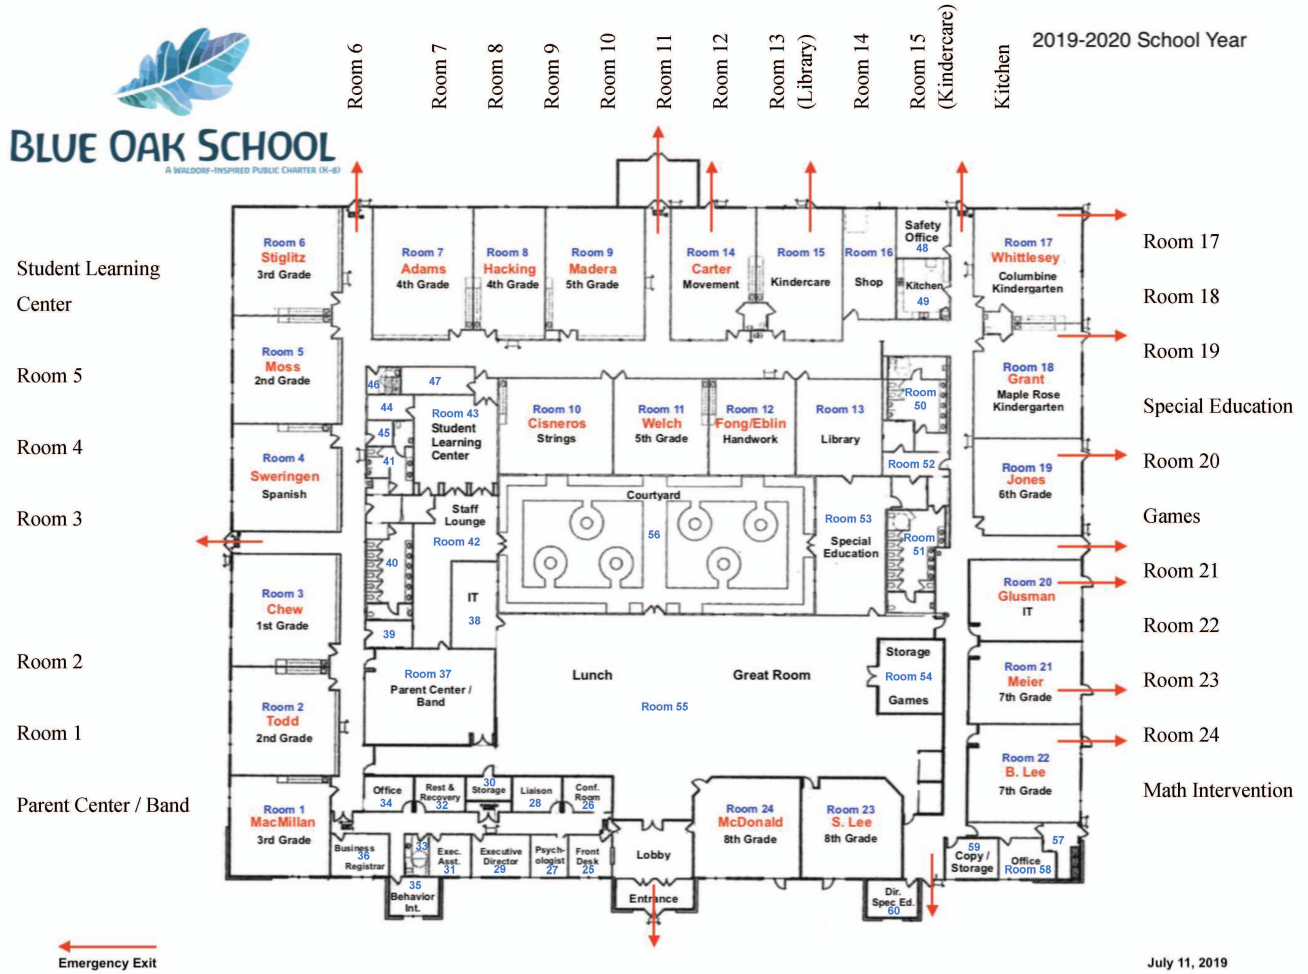 2019-2020 School Year
Room 6
Room 7
Room 8
Room 9
Room 10
Room 11
Room 12
Room 13
(Library)
Room 14
Room 15
(Kindercare)
Kitchen
BLUE OAK SCHOOL
A WALDORF-INSPIRED PUBLIC CHARTER (K-8)
Student Learning
Center
Room 5
Room 4
Room 3
Room 2
Room 1
Parent Center / Band
Room 17
Room 18
Room 19
Special Education
Room 20
Games
Room 21
Room 22
Room 23
Room 24
Math Intervention
Room 6
Stiglitz
3rd Grade
Room 7
Adams
4th Grade
Room 8
Hacking
4th Grade
Room 9
Madera
5th Grade
Room 14
Carter
Movement
Room 15
Kindercare
Room 16
Shop
Safety
Office
48
Kitchen
49
Room 17
Whittlesey
Columbine
Kindergarten
Room 5
Moss
2nd Grade
46
47
44
45
41
Room 43
Student
Learning
Center
Room 10
Cisneros
Strings
Room 11
Welch
5th Grade
Room 12
Fong/Eblin
Handwork
Room 13
Library
Room
50
Room 52
Room 18
Grant
Maple Rose
Kindergarten
Room 4
Sweringen
Spanish
Staff
Lounge
Room 42
40
Courtyard
56
Room 53
Special
Education
Room
51
Room 19
Jones
6th Grade
Room 3
Chew
1st Grade
IT
38
39
Room 20
Glusman
IT
Room 37
Parent Center /
Band
Lunch
Great Room
Room 55
Storage
Room 54
Games
Room 21
Meier
7th Grade
Room 2
Todd
2nd Grade
Room 22
B. Lee
7th Grade
Office
34
Rest &
Recovery
32
30
Storage
Liaison
28
Conf.
Room
26
Room 1
MacMillan
3rd Grade
Business
36
Registrar
33
Exec.
Asst.
31
Executive
Director
29
Psych-
ologist
27
Front
Desk
25
Lobby
Entrance
Room 24
McDonald
8th Grade
Room 23
S. Lee
8th Grade
59
Copy /
Storage
Office
Room 58
57
35
Behavior
Int.
Dir.
Spec Ed.
60
Emergency Exit
July 11, 2019